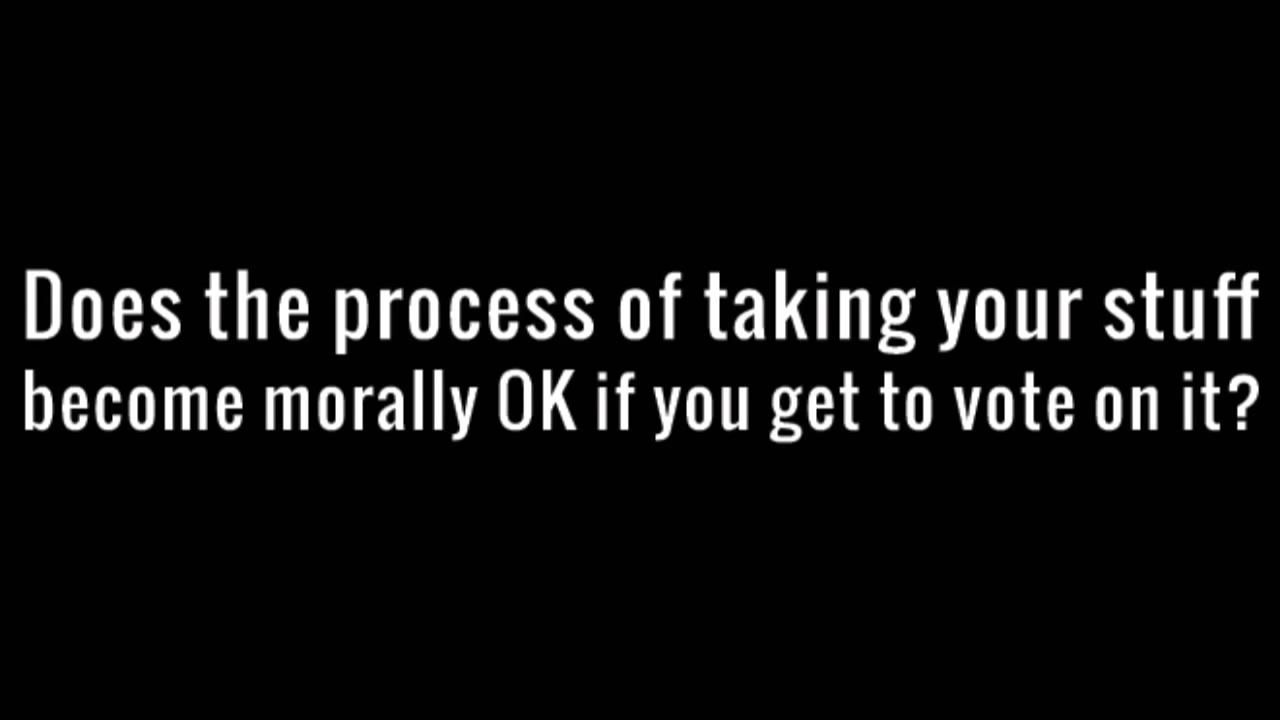 Does the process of taking your stuff
become morally OK if you get to vote on it?